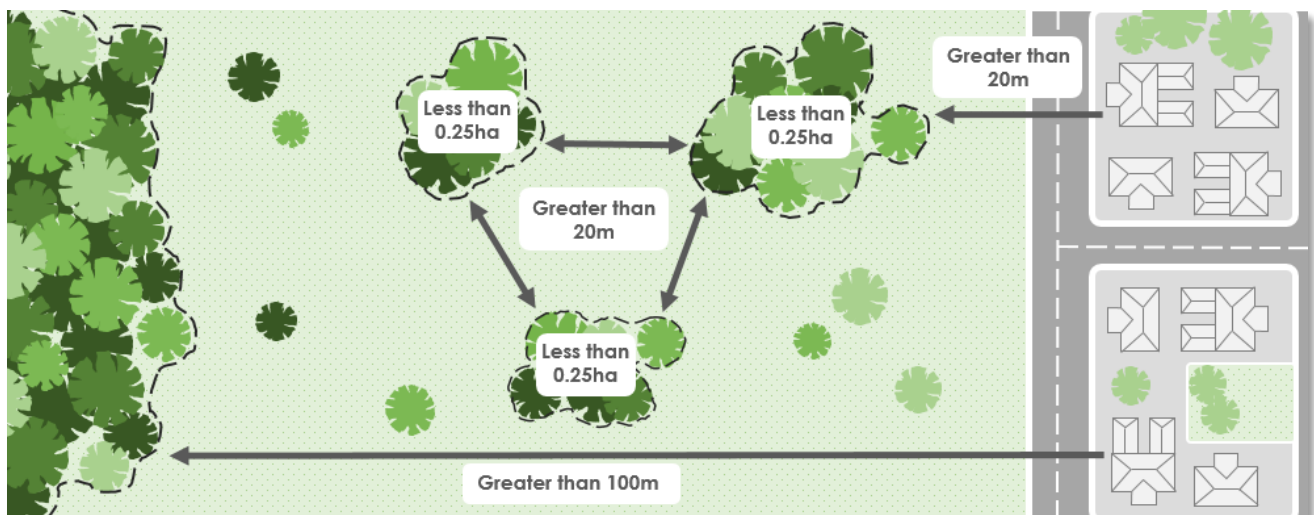 Greater than
20m
Less than
0.25ha
Less than
0.25ha
Greater than
20m
Less than
0.25ha
Greater than 100m